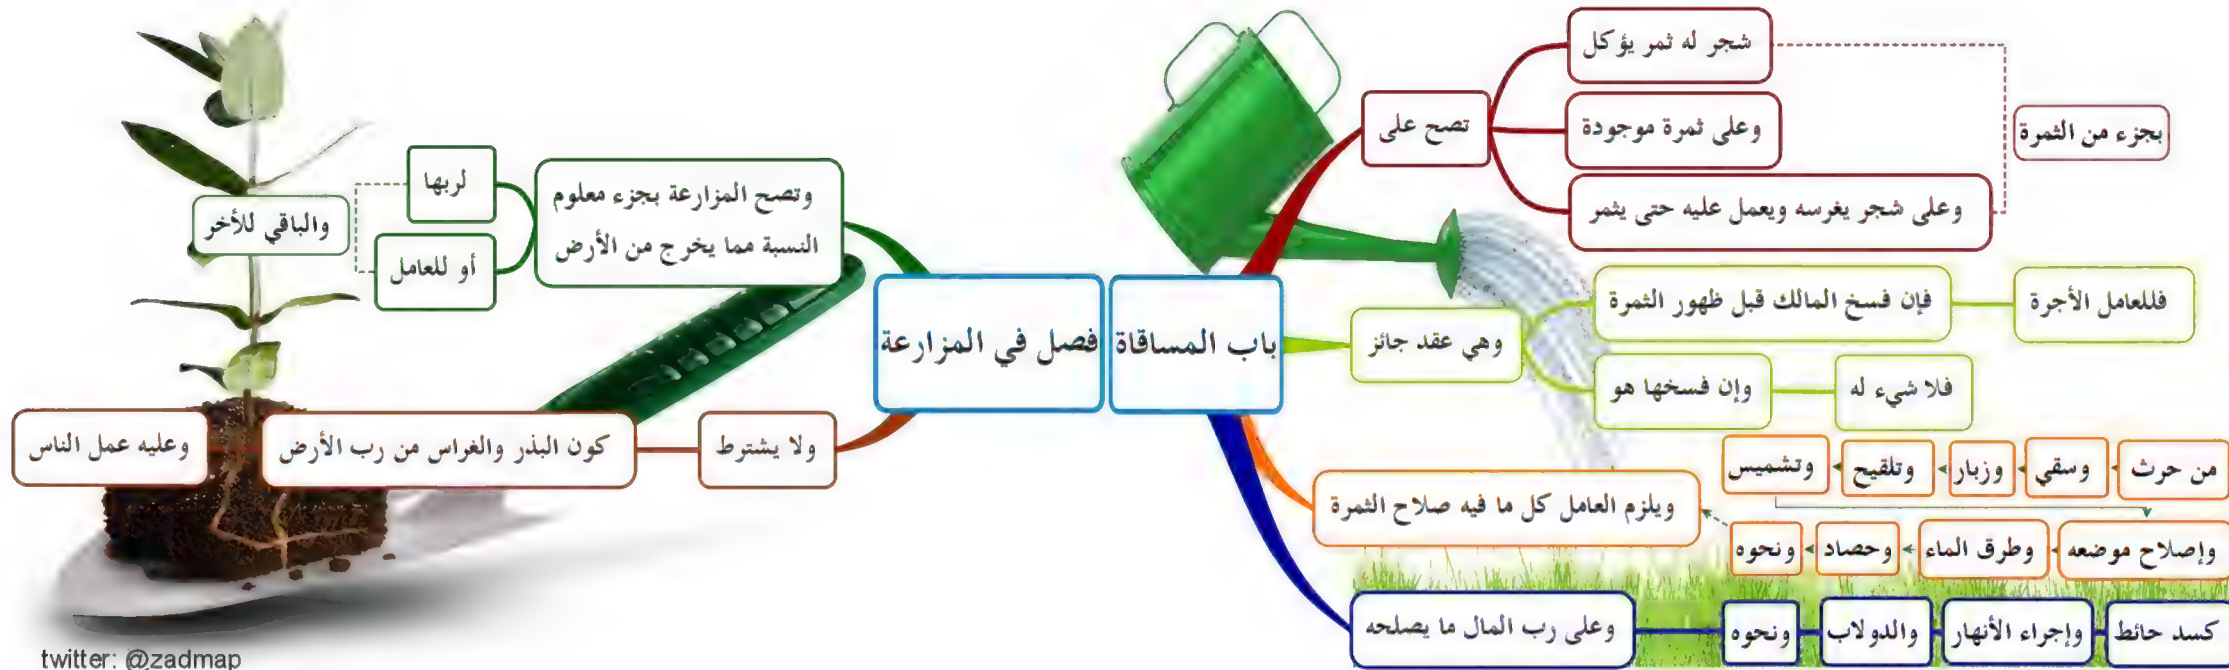 باب المساقاة
تصح على
شجر له ثمر يؤكل
وعلى ثمرة موجودة
وعلى شجر يغرسه ويعمل عليه حتى يثمر
بجزء من الثمرة
وهي عقد جائز
فإن فسخ المالك قبل ظهور الثمرة
فللعامل الأجرة
وإن فسخها هو
فلا شيء له
ويلزم العامل كل ما فيه صلاح الثمرة
من حرث
وسقي
وزبار
وتلقيح
وتشميس
وإصلاح موضعه
وطرق الماء
وحصاد
ونحوه
وعلى رب المال ما يصلحه
كسد حائط
وإجراء الأنهار
والدولاب
ونحوه
فصل في المزارعة
وتصح المزارعة بجزء معلوم
النسبة مما يخرج من الأرض
لربها
أو للعامل
والباقي للأخر
ولا يشترط
كون البذر والغراس من رب الأرض
وعليه عمل الناس
twitter: @zadmap